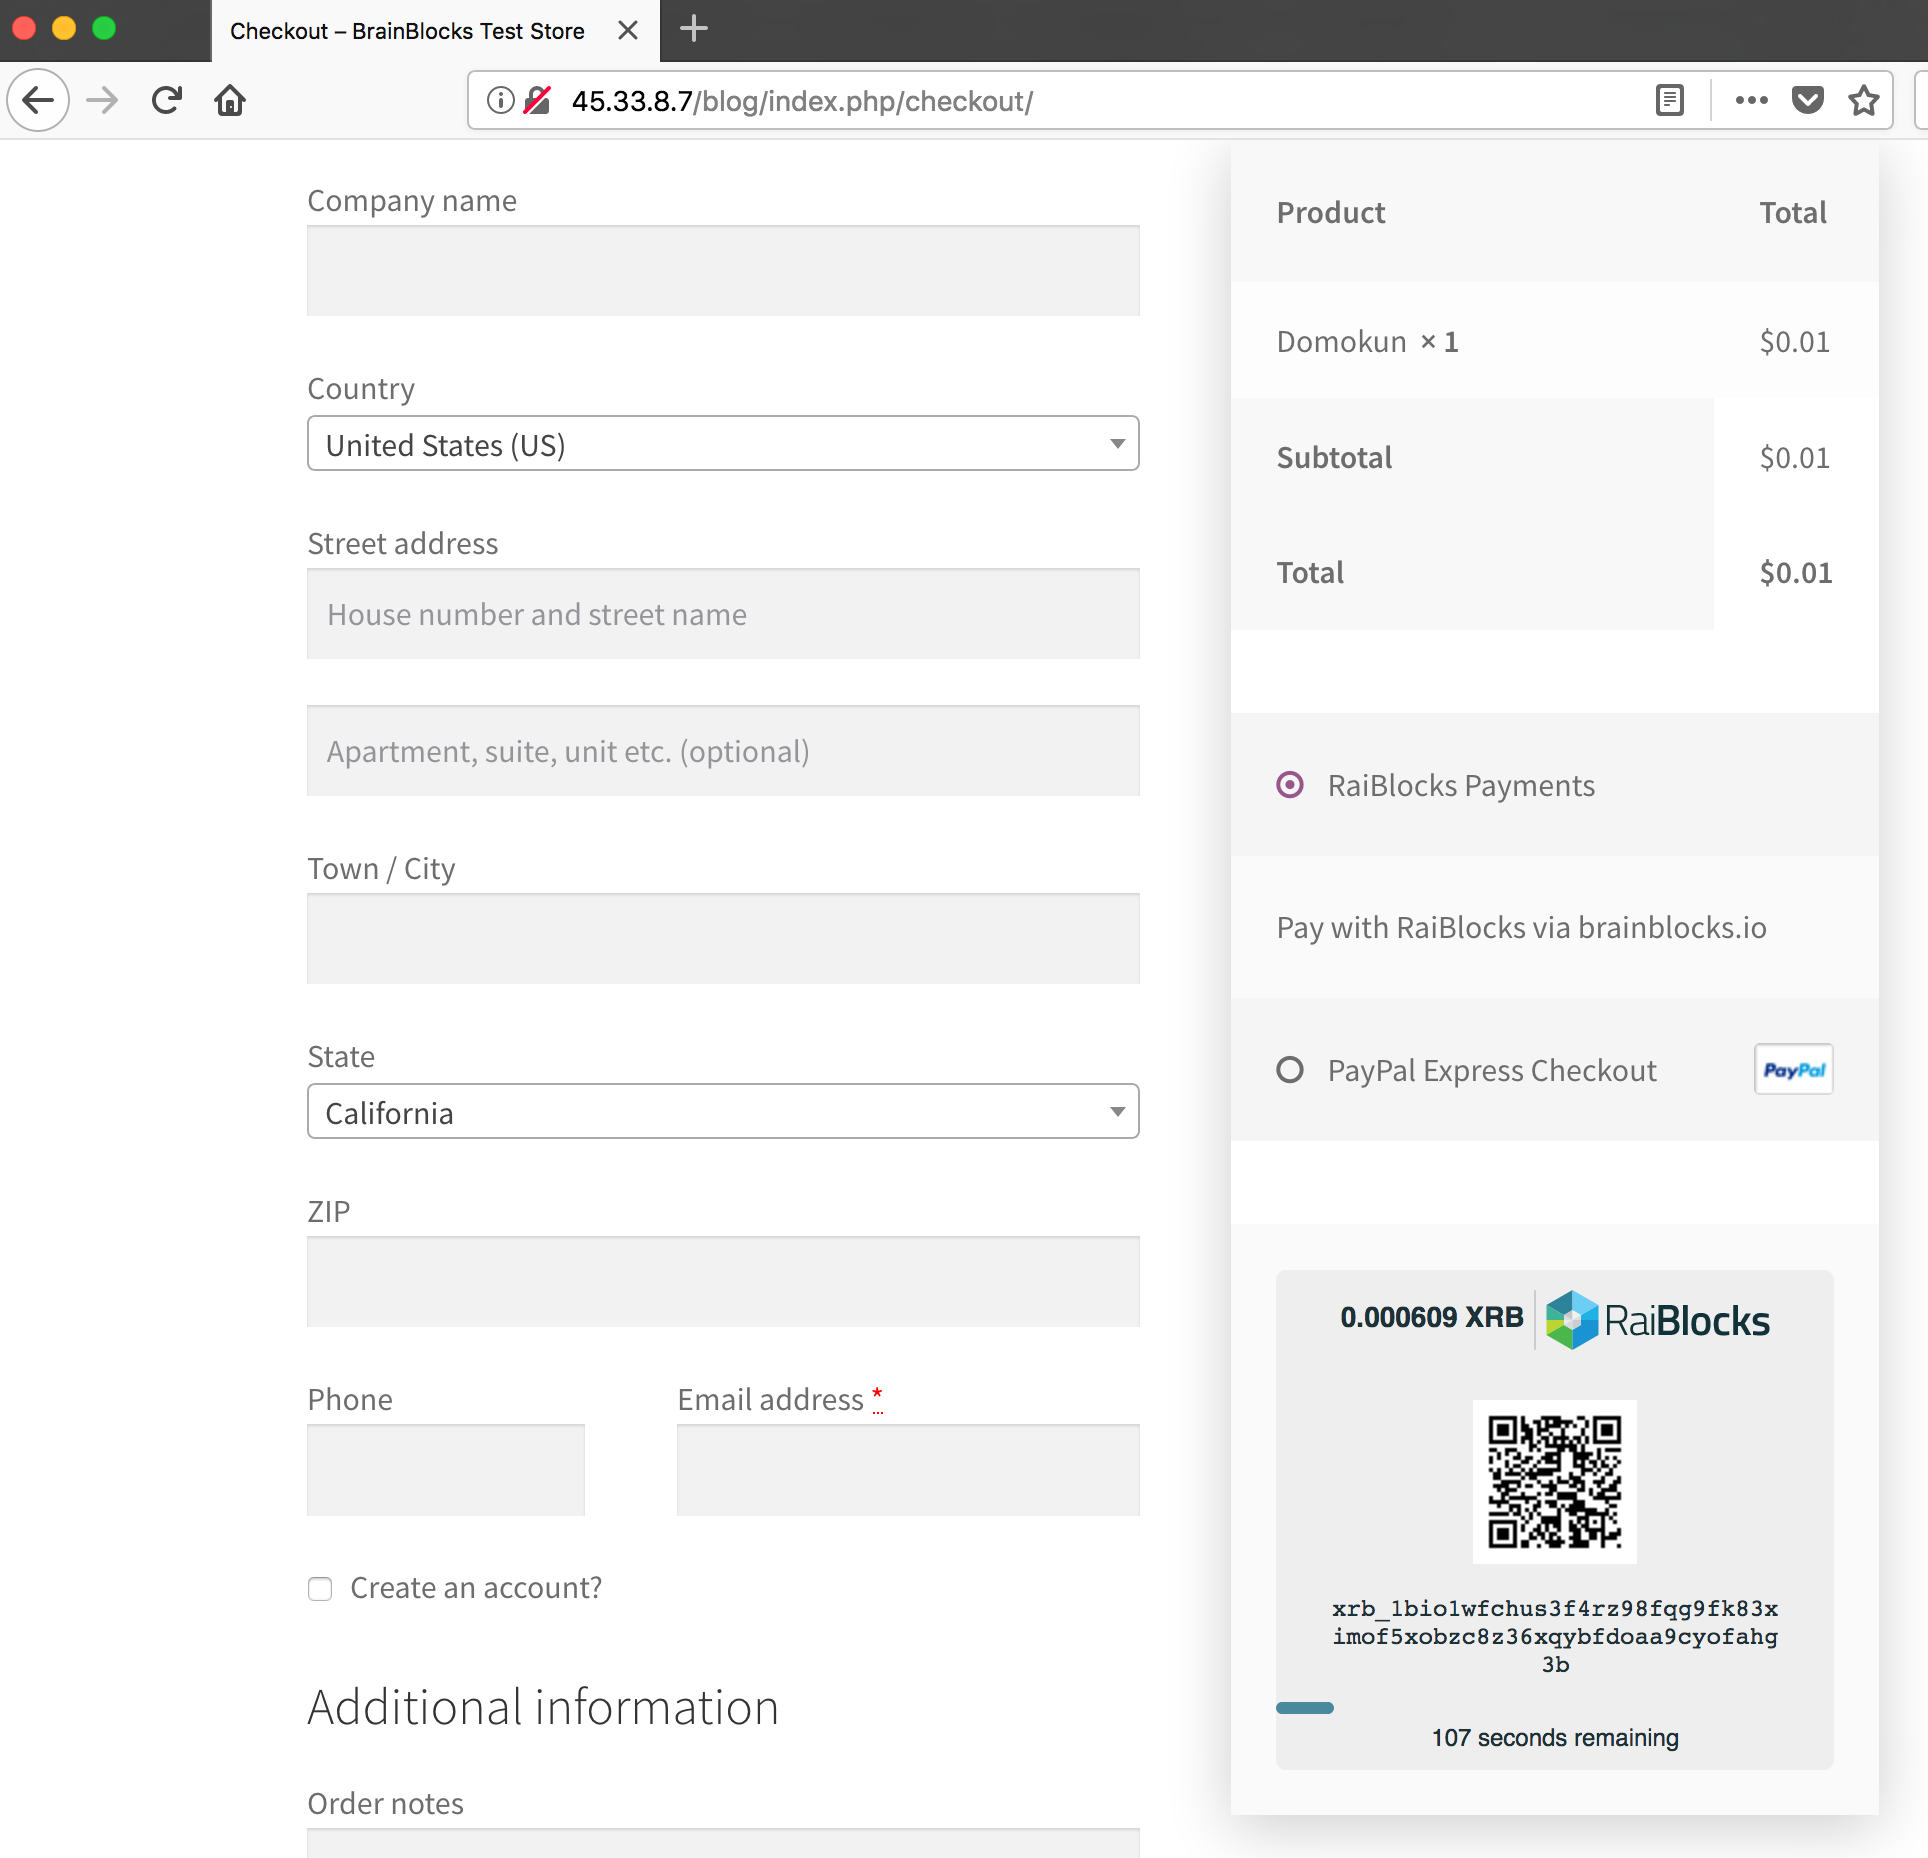 Checkout – BrainBlocks Test Store
45.33.8.7/blog/index.php/checkout/
Company name
Country
United States (US)
Street address
House number and street name
Apartment, suite, unit etc. (optional)
Town / City
State
California
ZIP
Phone
Email address *
Create an account?
Additional information
Order notes
Product Total
Domokun × 1 $0.01
Subtotal $0.01
Total $0.01
RaiBlocks Payments
Pay with RaiBlocks via brainblocks.io
PayPal Express Checkout PayPal
0.000609 XRB RaiBlocks
xrb_1bio1wfchus3f4rz98fqg9fk83x
imof5xobzc8z36xqybfdoaa9cyofahg
3b
107 seconds remaining